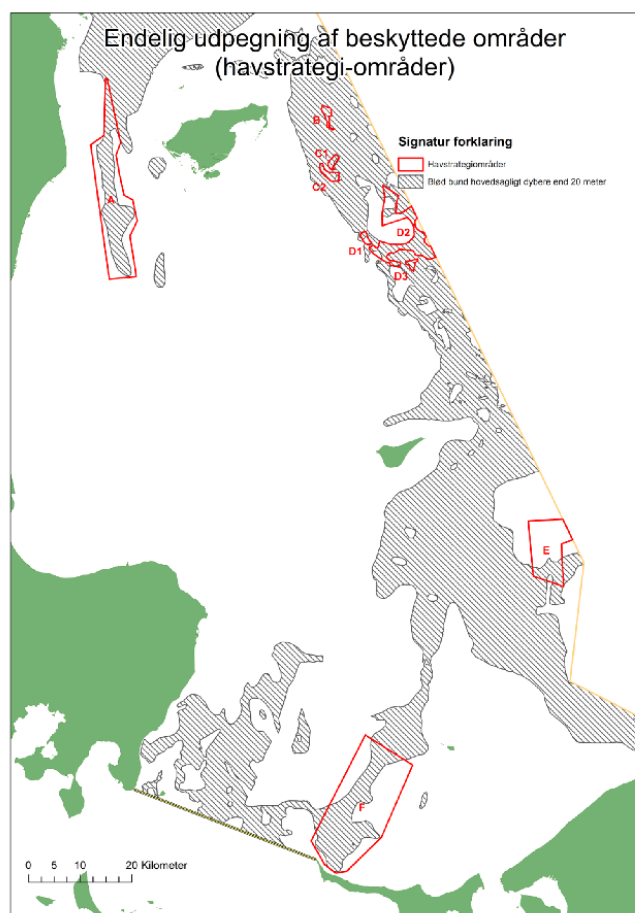 Endelig udpegning af beskyttede områder
(havstrategi-områder)
Signatur forklaring
Havstrategiområder
Blød bund hovedsagligt dybere end 20 meter
A
B
C1
C2
D2
D1
D3
E
F
0 5 10 20 Kilometer